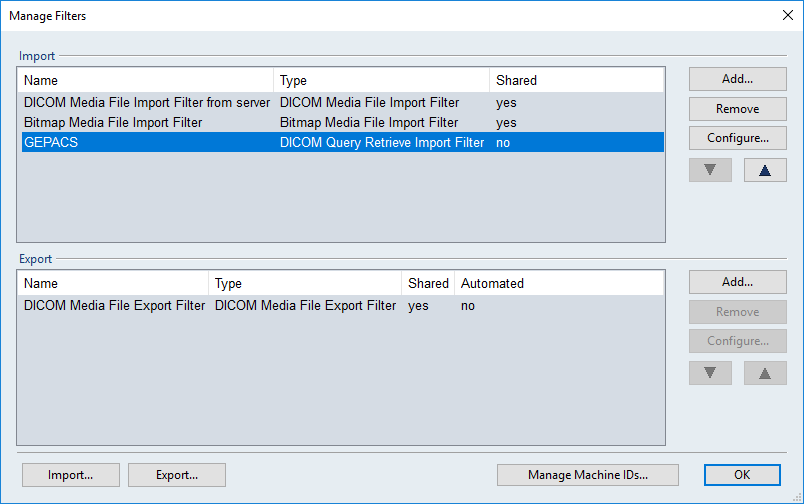 Manage Filters
Import
Name Type Shared
DICOM Media File Import Filter from server DICOM Media File Import Filter yes
Bitmap Media File Import Filter Bitmap Media File Import Filter yes
GEPACS DICOM Query Retrieve Import Filter no
Add...
Remove
Configure...
Export
Name Type Shared Automated
DICOM Media File Export Filter DICOM Media File Export Filter yes no
Add...
Remove
Configure...
Import... Export... Manage Machine IDs... OK